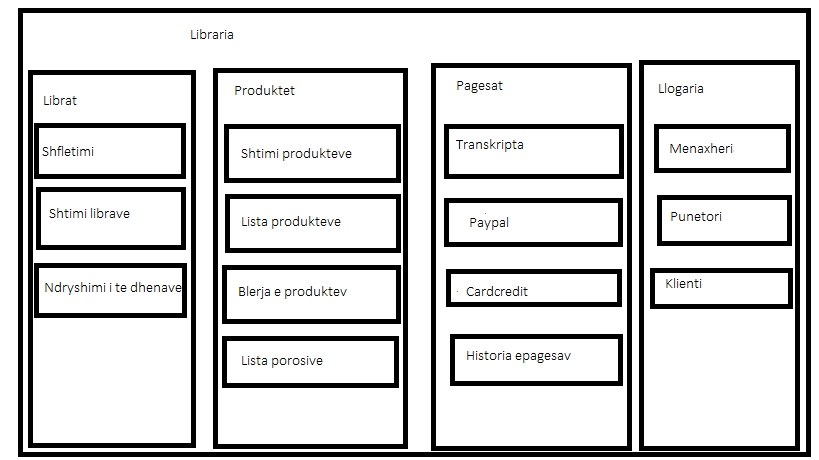 Libraria
Librat
Shfletimi
Shtimi librave
Ndryshimi i te dhenave
Produktet
Shtimi produkteve
Lista produkteve
Blerja e produktev
Lista porosive
Pagesat
Transkripta
Paypal
Cardcredit
Historia epagesav
Llogaria
Menaxheri
Punetori
Klienti